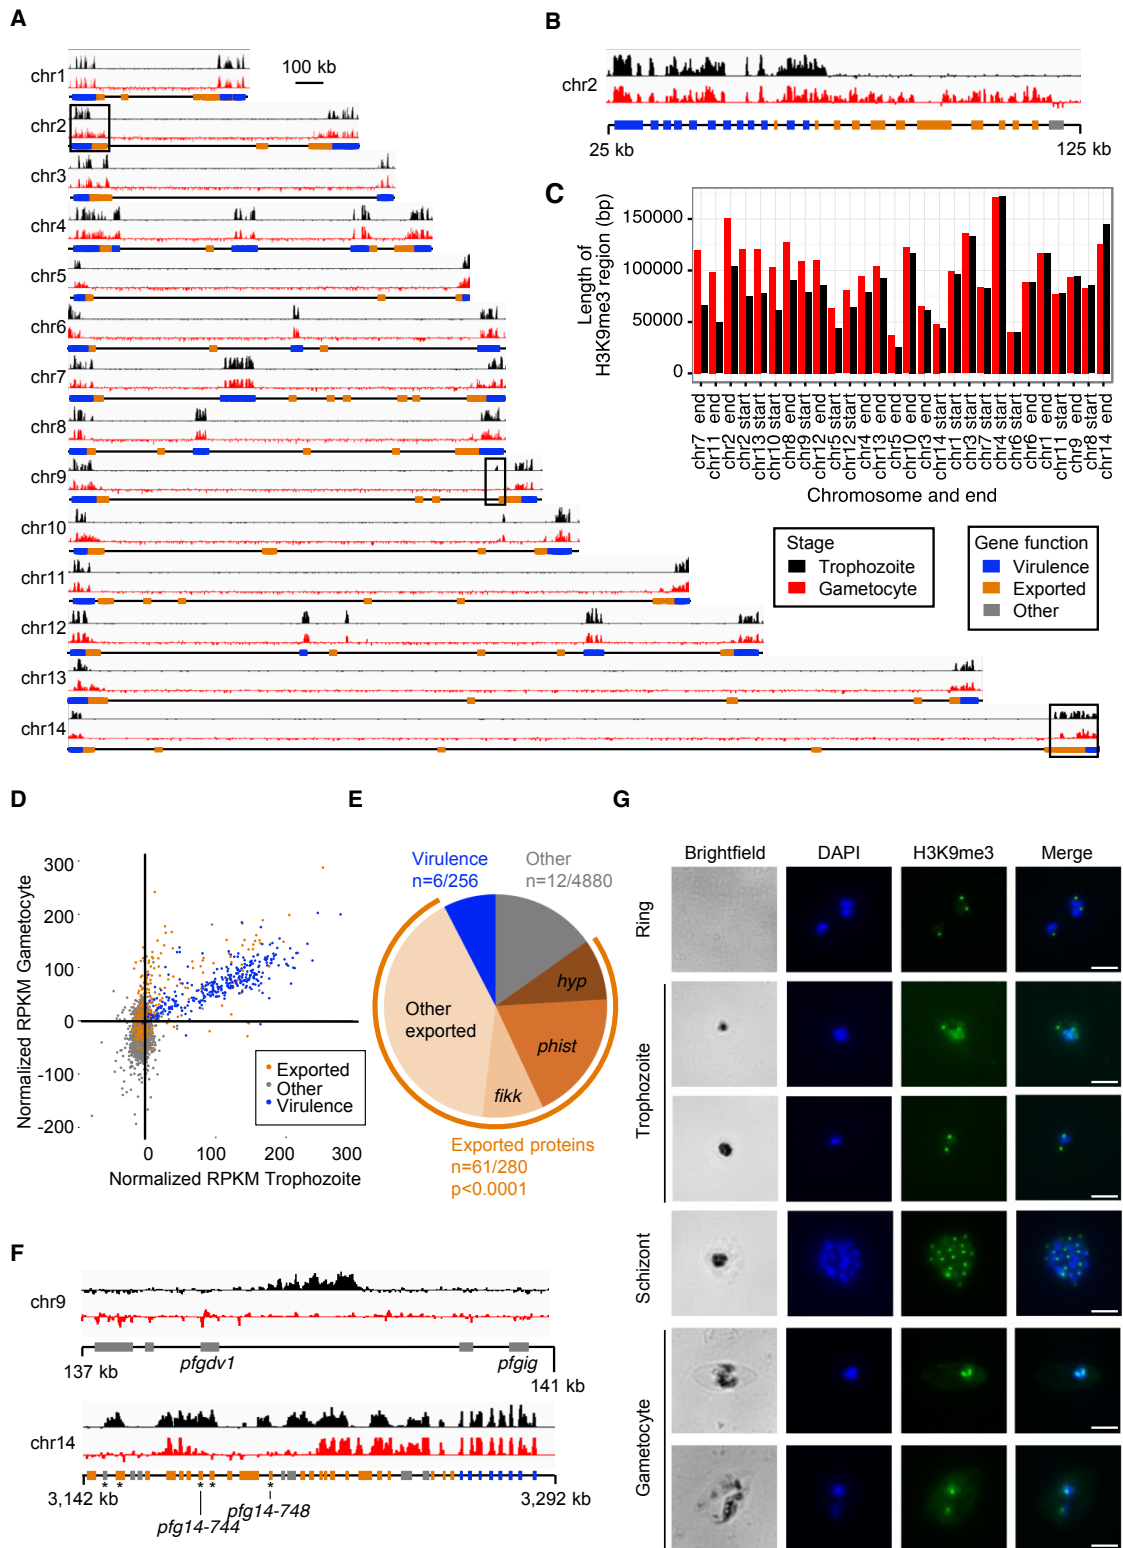 A
100 kb
chr1
chr2
chr3
chr4
chr5
chr6
chr7
chr8
chr9
chr10
chr11
chr12
chr13
chr14
B
chr2
25 kb
125 kb
C
Length of
H3K9me3 region (bp)
150000
100000
50000
0
chr7 end
chr11 end
chr2 end
chr2 start
chr13 start
chr10 start
chr8 end
chr9 start
chr12 end
chr5 start
chr12 start
chr4 end
chr13 end
chr5 end
chr10 end
chr3 end
chr14 start
chr1 start
chr3 start
chr7 start
chr4 start
chr6 start
chr6 end
chr1 end
chr11 start
chr9 end
chr8 start
chr14 end
Chromosome and end
Stage
Trophozoite
Gametocyte
Gene function
Virulence
Exported
Other
D
Normalized RPKM Gametocyte
300
200
100
0
-100
-200
0
100
200
300
Normalized RPKM Trophozoite
Exported
Other
Virulence
E
Virulence
n=6/256
Other
n=12/4880
hyp
phist
fikk
Other
exported
Exported proteins
n=61/280
p<0.0001
F
chr9
137 kb
pfgdv1
pfgig
141 kb
chr14
* * * * *
3,142 kb
3,292 kb
pfg14-748
pfg14-744
G
Brightfield
DAPI
H3K9me3
Merge
Ring
Trophozoite
Schizont
Gametocyte